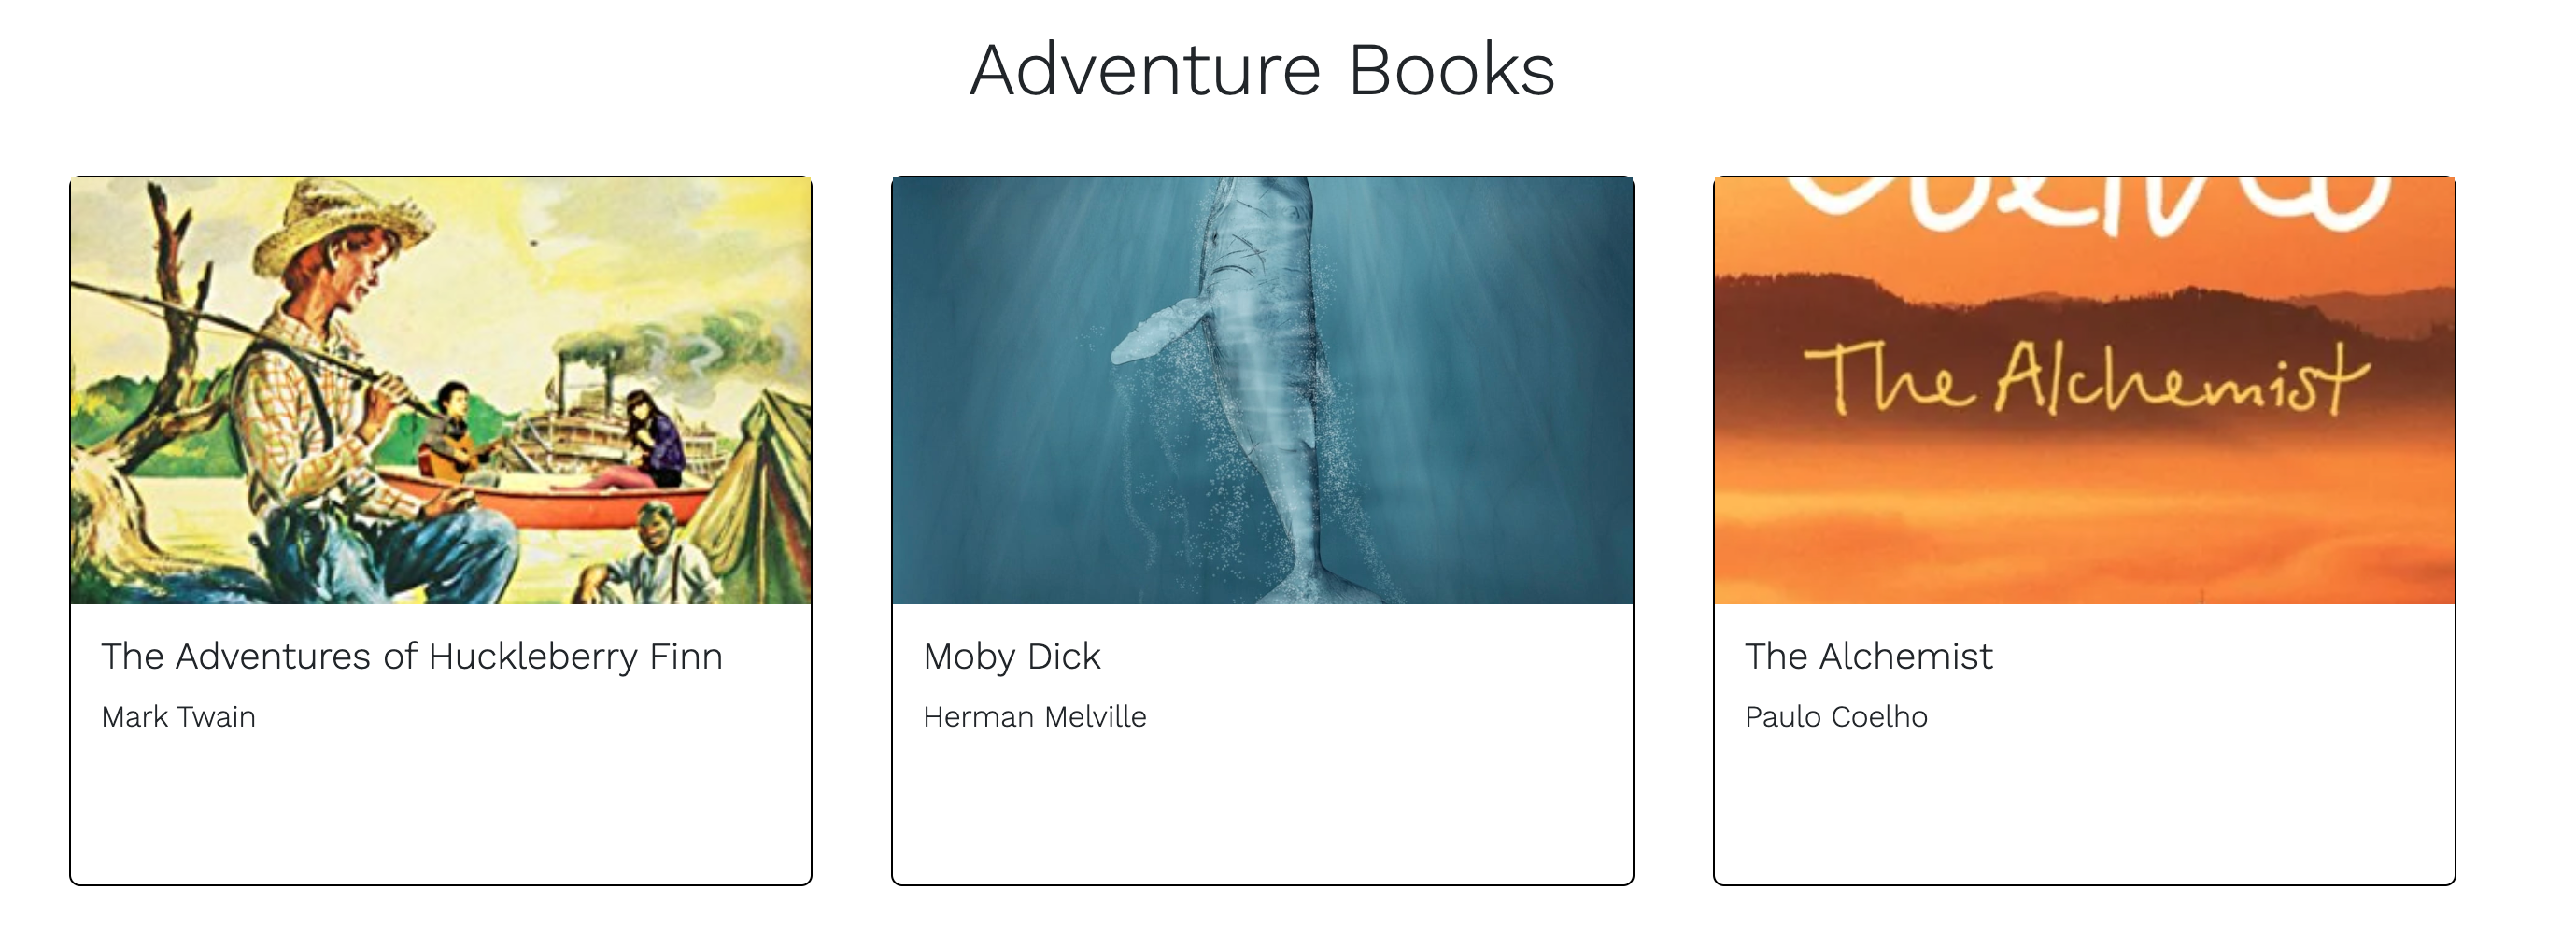 Adventure Books
The Alchemist
The Adventures of Huckleberry Finn
Mark Twain
Moby Dick
Herman Melville
The Alchemist
Paulo Coelho